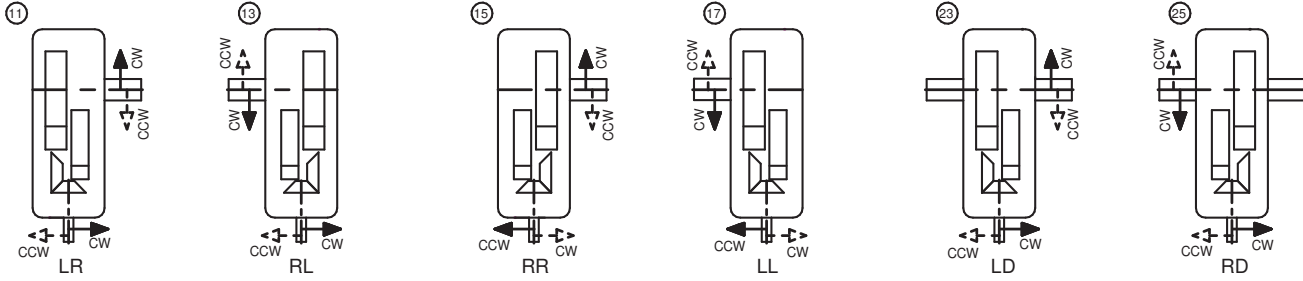 11 13 15 17 23 25
CW CCW CCW CW CW CCW
CCW CW CCW CW CCW CW
CCW CW CCW CW CCW CW CCW CW CCW CW CCW CW
LR RL RR LL LD RD